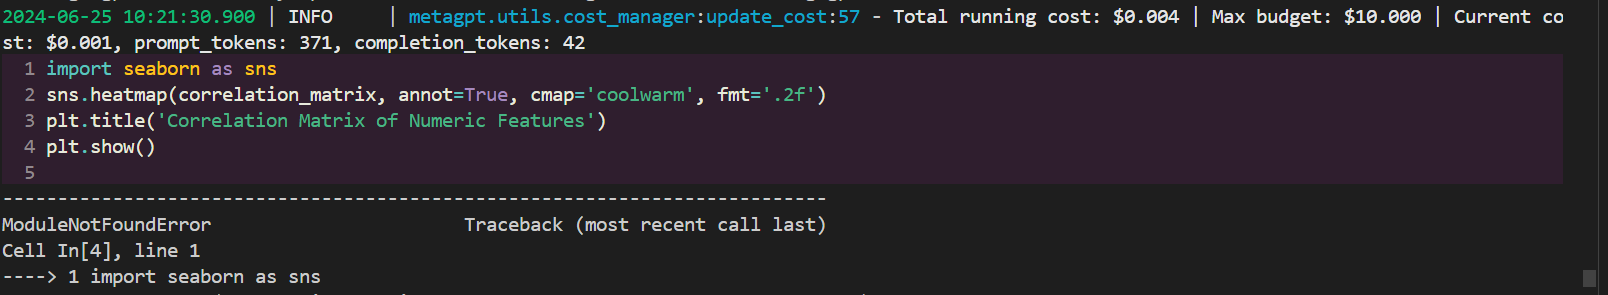 2024-06-25 10:21:30.900 | INFO     | metagpt.utils.cost_manager:update_cost:57 - Total running cost: $0.004 | Max budget: $10.000 | Current co
st: $0.001, prompt_tokens: 371, completion_tokens: 42
1 import seaborn as sns
2 sns.heatmap(correlation_matrix, annot=True, cmap='coolwarm', fmt='.2f')
3 plt.title('Correlation Matrix of Numeric Features')
4 plt.show()
5
---------------------------------------------------------------------------
ModuleNotFoundError                       Traceback (most recent call last)
Cell In[4], line 1
----> 1 import seaborn as sns